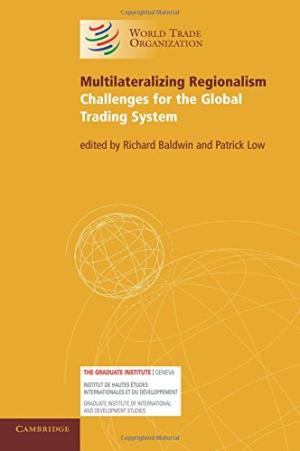 WORLD TRADE
ORGANIZATION
Multilateralizing Regionalism
Challenges for the Global
Trading System
edited by Richard Baldwin and Patrick Low
THE GRADUATE INSTITUTE | GENEVA
INSTITUT DE HAUTES ÉTUDES
INTERNATIONALES ET DU DÉVELOPPEMENT
GRADUATE INSTITUTE OF INTERNATIONAL
AND DEVELOPMENT STUDIES
CAMBRIDGE